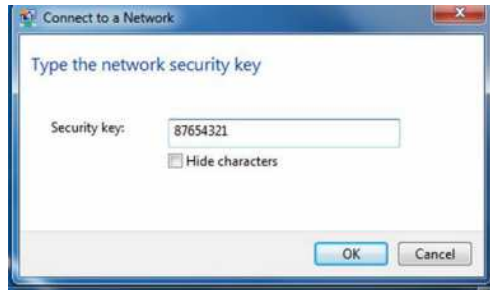 Connect to a Network
Type the network security key
Security key:
87654321
Hide characters
OK
Cancel